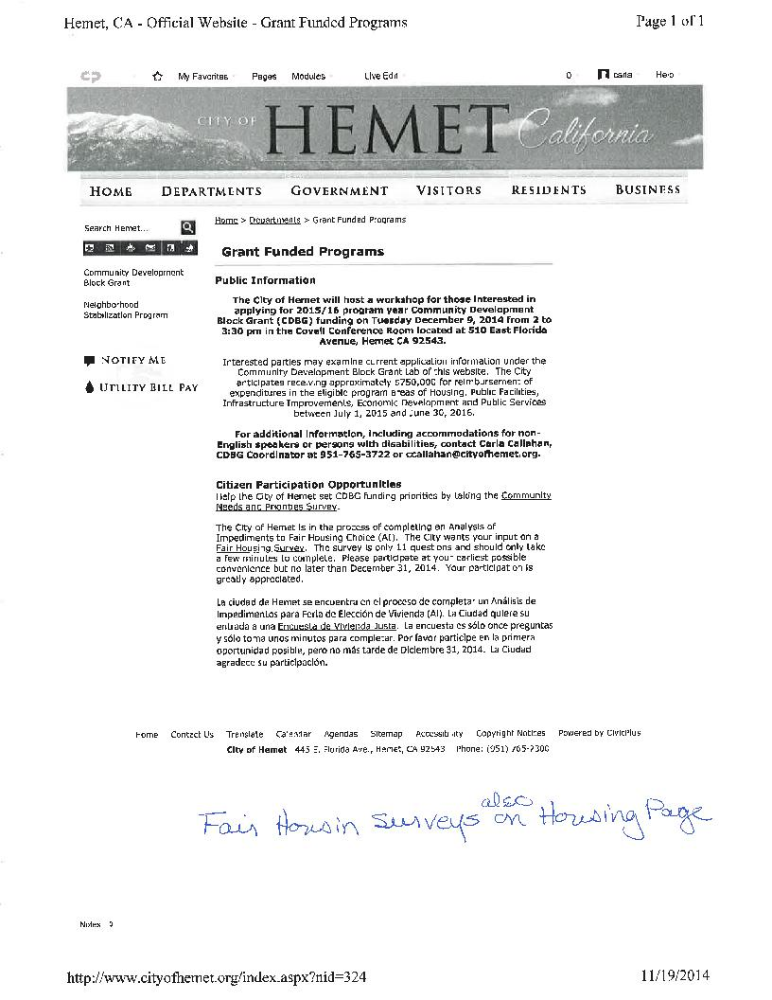 Hemet, CA - Official Website - Grant Funded Programs
Page 1 of 1
My Favorites Pages Modules Live Edit 0 carla Help
CITY OF HEMET California
HOME DEPARTMENTS GOVERNMENT VISITORS RESIDENTS BUSINESS
Search Hemet...
Community Development
Block Grant
Neighborhood
Stabilization Program
NOTIFY ME
UTILITY BILL PAY
Home > Departments > Grant Funded Programs
Grant Funded Programs
Public Information
The City of Hemet will host a workshop for those interested in
applying for 2015/16 program year Community Development
Block Grant (CDBG) funding on Tuesday December 9, 2014 from 2 to
3:30 pm in the Covell Conference Room located at 510 East Florida
Avenue, Hemet CA 92543.
Interested parties may examine current application information under the
Community Development Block Grant tab of this website. The City
anticipates receiving approximately $750,000 for reimbursement of
expenditures in the eligible program areas of Housing, Public Facilities,
Infrastructure Improvements, Economic Development and Public Services
between July 1, 2015 and June 30, 2016.
For additional information, including accommodations for non-
English speakers or persons with disabilities, contact Carla Callahan,
CDBG Coordinator at 951-765-3722 or ccallahan@cityofhemet.org.
Citizen Participation Opportunities
Help the City of Hemet set CDBG funding priorities by taking the Community
Needs and Priorities Survey.
The City of Hemet is in the process of completing an Analysis of
Impediments to Fair Housing Choice (AI). The City wants your input on a
Fair Housing Survey. The survey is only 11 questions and should only take
a few minutes to complete. Please participate at your earliest possible
convenience but no later than December 31, 2014. Your participation is
greatly appreciated.
La ciudad de Hemet se encuentra en el proceso de completar un Análisis de
Impedimentos para Feria de Elección de Vivienda (AI). La Ciudad quiere su
entrada a una Encuesta de Vivienda Justa. La encuesta es sólo once preguntas
y sólo toma unos minutos para completar. Por favor participe en la primera
oportunidad posible, pero no más tarde de Diciembre 31, 2014. La Ciudad
agradece su participación.
Home Contact Us Translate Calendar Agendas Sitemap Accessibility Copyright Notices Powered by CivicPlus
City of Hemet 445 E. Florida Ave., Hemet, CA 92543 Phone: (951) 765-2300
also
Fair Housin Surveys on Housing Page
Notes
http://www.cityofhemet.org/index.aspx?nid=324
11/19/2014